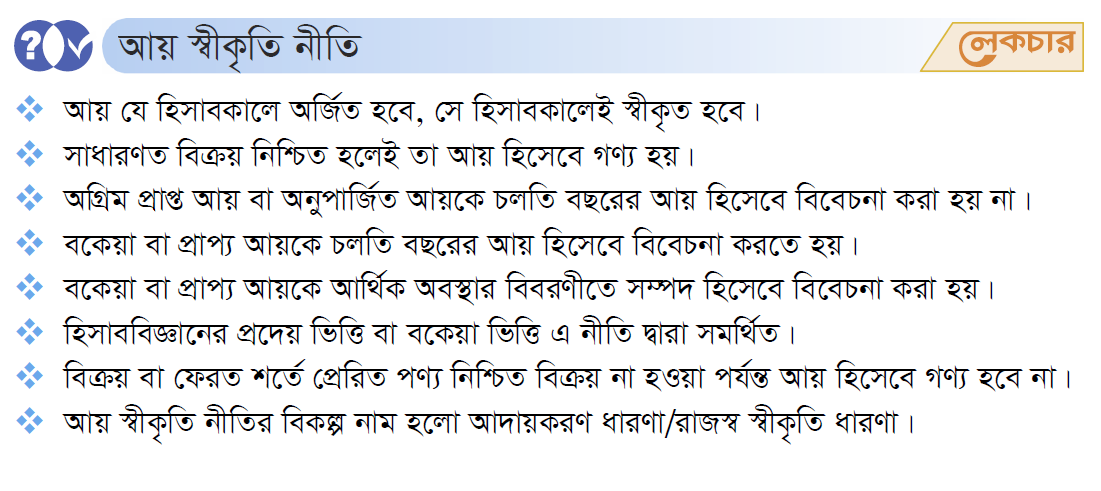 আয় স্বীকৃতি নীতি
লেকচার
আয় যে হিসাবকালে অর্জিত হবে, সে হিসাবকালেই স্বীকৃত হবে।
সাধারণত বিক্রয় নিশ্চিত হলেই তা আয় হিসেবে গণ্য হয়।
অগ্রিম প্রাপ্ত আয় বা অনুপার্জিত আয়কে চলতি বছরের আয় হিসেবে বিবেচনা করা হয় না।
বকেয়া বা প্রাপ্য আয়কে চলতি বছরের আয় হিসেবে বিবেচনা করতে হয়।
বকেয়া বা প্রাপ্য আয়কে আর্থিক অবস্থার বিবরণীতে সম্পদ হিসেবে বিবেচনা করা হয়।
হিসাববিজ্ঞানের প্রদেয় ভিত্তি বা বকেয়া ভিত্তি এ নীতি দ্বারা সমর্থিত।
বিক্রয় বা ফেরত শর্তে প্রেরিত পণ্য নিশ্চিত বিক্রয় না হওয়া পর্যন্ত আয় হিসেবে গণ্য হবে না।
আয় স্বীকৃতি নীতির বিকল্প নাম হলো আদায়করণ ধারণা/রাজস্ব স্বীকৃতি ধারণা।